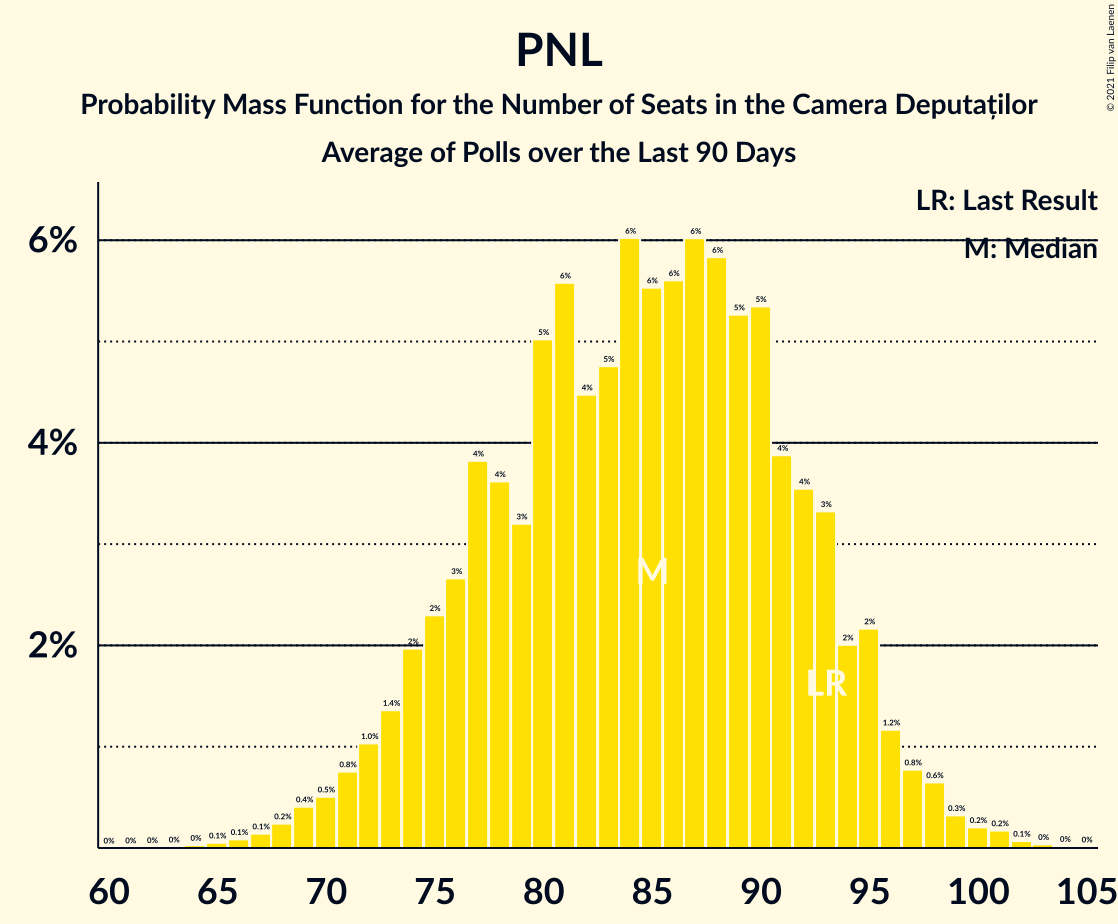 PNL
Probability Mass Function for the Number of Seats in the Camera Deputaților
Average of Polls over the Last 90 Days
© 2021 Filip van Laenen
LR: Last Result
M: Median
6%
4%
2%
0% 0% 0% 0% 0% 0.1% 0.1% 0.1% 0.2% 0.4% 0.5% 0.8% 1.0% 1.4% 2% 2% 3% 4% 4% 3% 5% 6% 4% 5% 6% 6% 6% 6% 6% 5% 5% 4% 4% 3% 2% 2% 1.2% 0.8% 0.6% 0.3% 0.2% 0.2% 0.1% 0% 0% 0%
M
LR
60 65 70 75 80 85 90 95 100 105